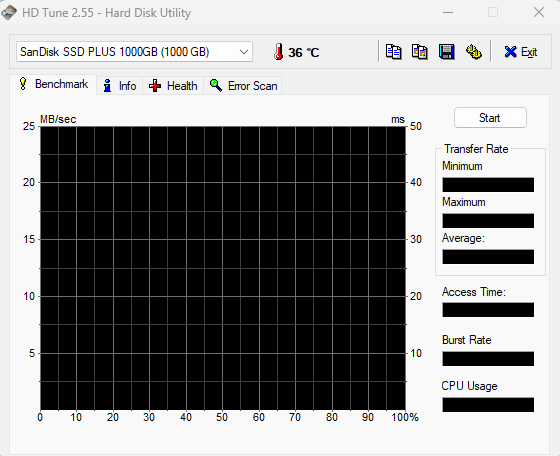 HD Tune 2.55 - Hard Disk Utility
SanDisk SSD PLUS 1000GB (1000 GB)
36 °C
Exit
Benchmark
Info
Health
Error Scan
MB/sec
ms
25
20
15
10
5
50
40
30
20
10
0 10 20 30 40 50 60 70 80 90 100%
Start
Transfer Rate
Minimum
Maximum
Average:
Access Time:
Burst Rate
CPU Usage